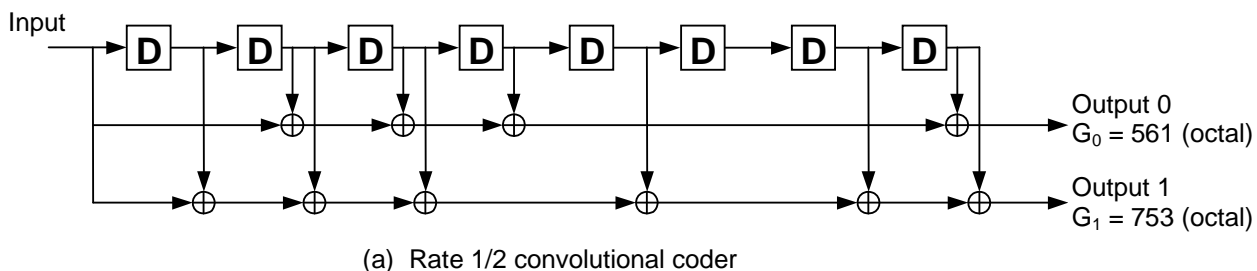 Input
D D D D D D D D
Output 0
G₀ = 561 (octal)
Output 1
G₁ = 753 (octal)
(a) Rate 1/2 convolutional coder